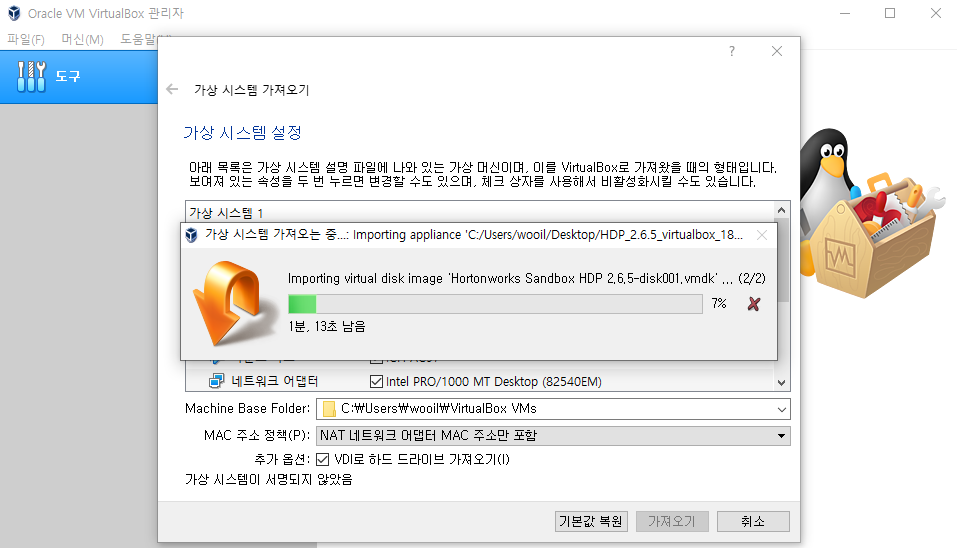 Oracle VM VirtualBox 관리자
파일(F) 머신(M) 도움말
도구
?
가상 시스템 가져오기
가상 시스템 설정
아래 목록은 가상 시스템 설명 파일에 나와 있는 가상 머신이며, 이를 VirtualBox로 가져왔을 때의 형태입니다.
보여져 있는 속성을 두 번 누르면 변경할 수도 있으며, 체크 상자를 사용해서 비활성화시킬 수도 있습니다.
가상 시스템 1
가상 시스템 가져오는 중...: Importing appliance 'C:/Users/wooil/Desktop/HDP_2.6.5_virtualbox_18...
Importing virtual disk image 'Hortonworks Sandbox HDP 2.6.5-disk001.vmdk' ... (2/2)
7%
1분, 13초 남음
네트워크 어댑터 Intel PRO/1000 MT Desktop (82540EM)
Machine Base Folder: C:₩Users₩wooil₩VirtualBox VMs
MAC 주소 정책(P): NAT 네트워크 어댑터 MAC 주소만 포함
추가 옵션: VDI로 하드 드라이브 가져오기(I)
가상 시스템이 서명되지 않았음
기본값 복원 가져오기 취소